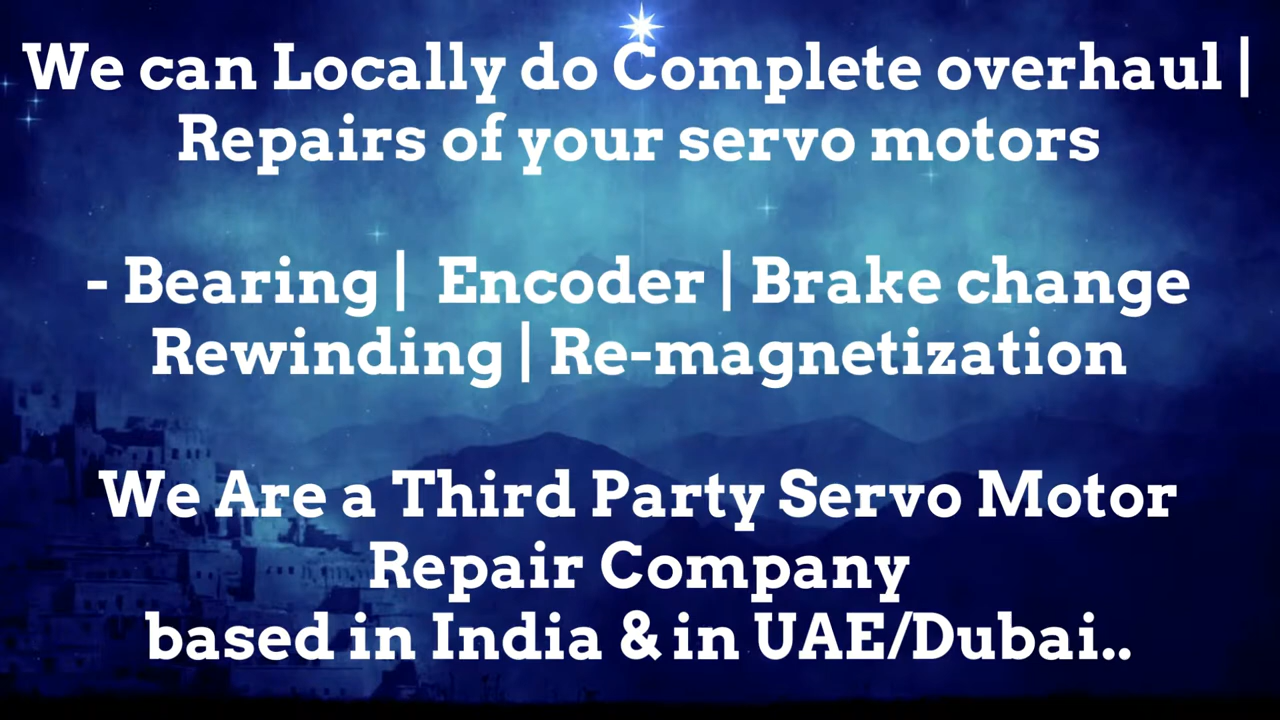 We can Locally do Complete overhaul |
Repairs of your servo motors
- Bearing | Encoder | Brake change
Rewinding | Re-magnetization
We Are a Third Party Servo Motor
Repair Company
based in India & in UAE/Dubai..